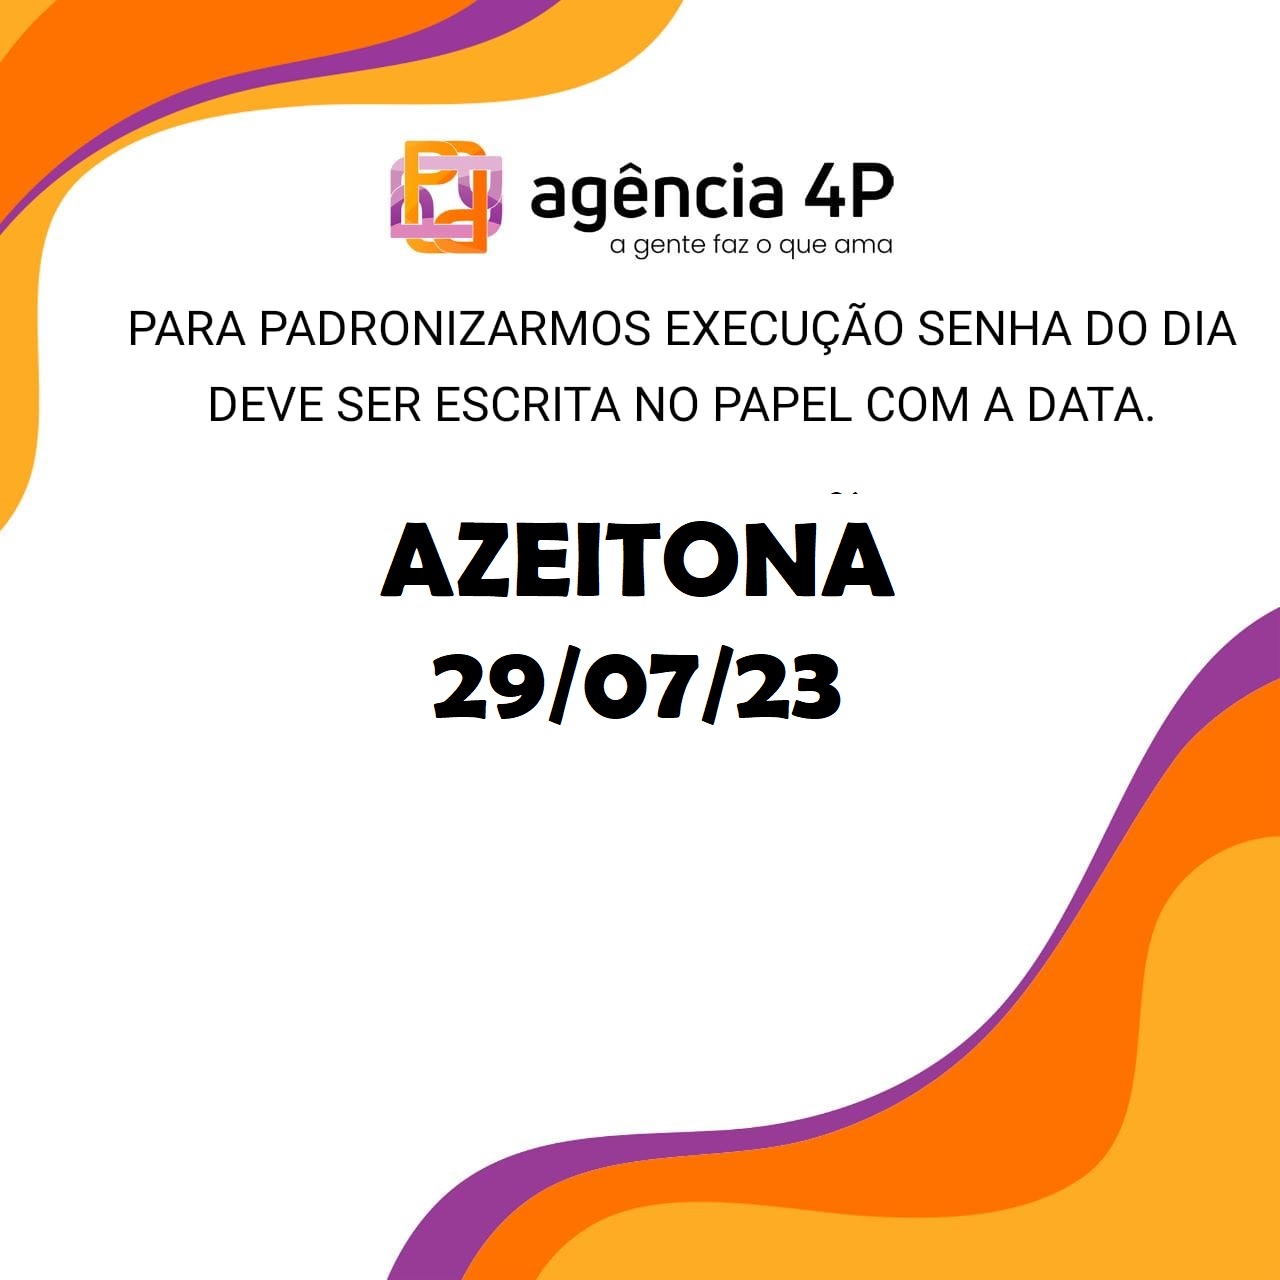 agência 4P
a gente faz o que ama
PARA PADRONIZARMOS EXECUÇÃO SENHA DO DIA
DEVE SER ESCRITA NO PAPEL COM A DATA.
AZEITONA
29/07/23